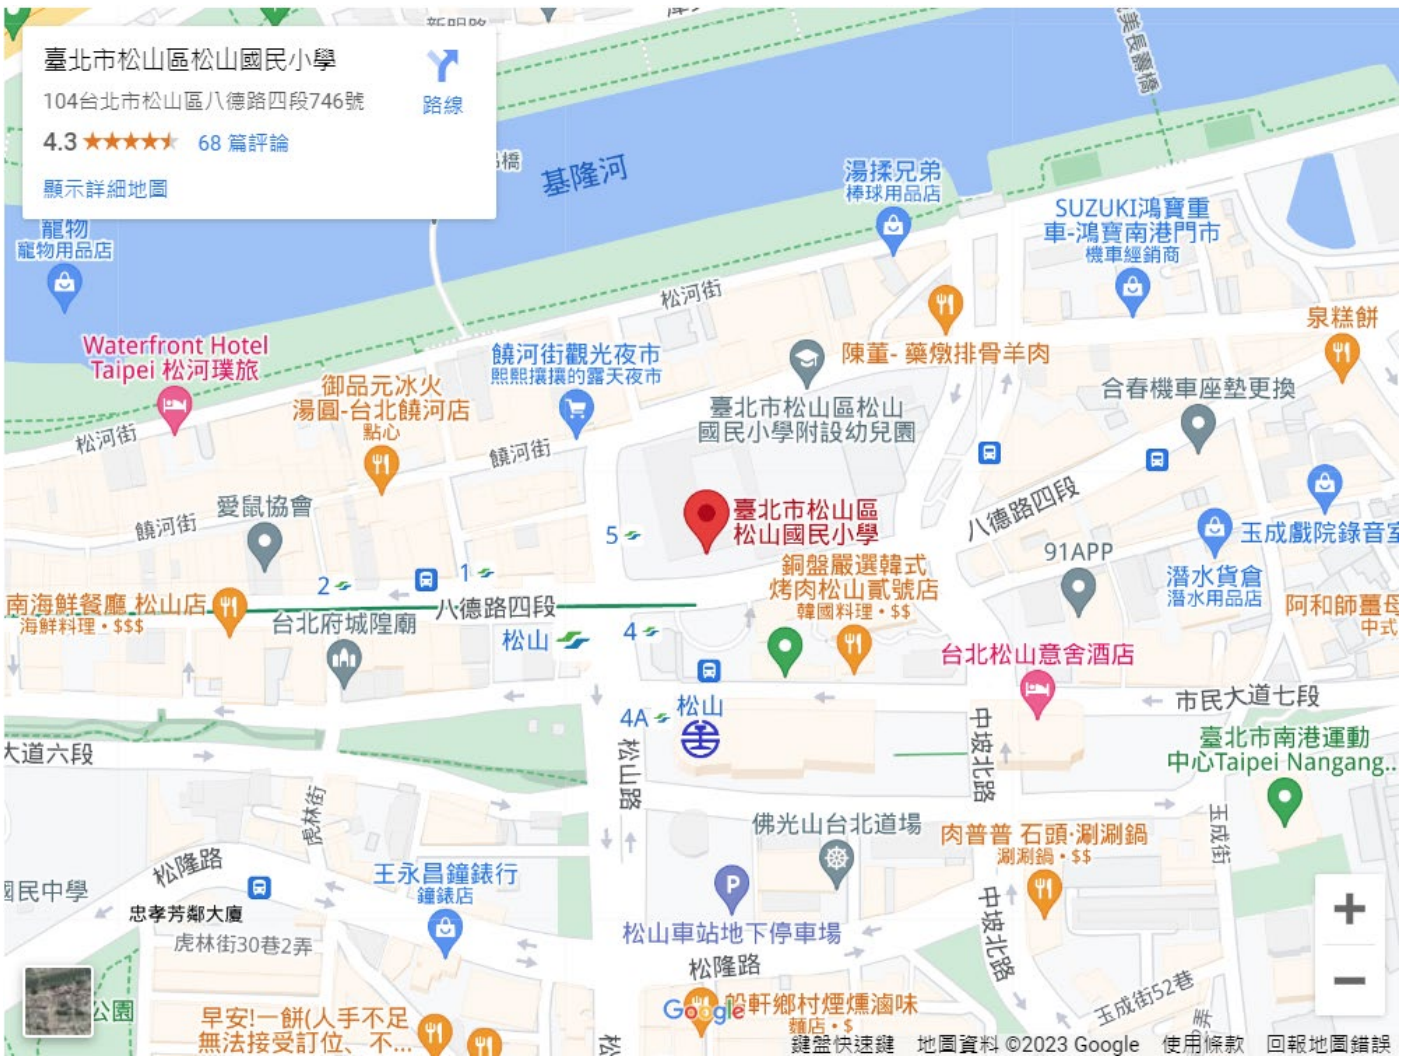 臺北市松山區松山國民小學
104台北市松山區八德路四段746號
4.3
68 篇評論
顯示詳細地圖
路線
基隆河
湯揉兄弟
棒球用品店
SUZUKI鴻寶重
車-鴻寶南港門市
機車經銷商
寵物
寵物用品店
松河街
泉糕餅
Waterfront Hotel
Taipei 松河璞旅
饒河街觀光夜市
熙熙攘攘的露天夜市
陳董- 藥燉排骨羊肉
御品元冰火
湯圓-台北饒河店
點心
臺北市松山區松山
國民小學附設幼兒園
合春機車座墊更換
松河街
饒河街
愛鼠協會
饒河街
5
臺北市松山區
松山國民小學
八德路四段
玉成戲院錄音室
91APP
銅盤嚴選韓式
烤肉松山貳號店
韓國料理・$$
潛水貨倉
潛水用品店
2
1
南海鮮餐廳 松山店
海鮮料理・$$$
八德路四段
台北府城隍廟
松山
4
阿和師薑母
中式
台北松山意舍酒店
市民大道七段
4A
松山
大道六段
松山路
中坡北路
臺北市南港運動
中心Taipei Nangang...
虎林街
佛光山台北道場
肉普普 石頭·涮涮鍋
涮涮鍋・$$
玉成街
松隆路
王永昌鐘錶行
鐘錶店
P
國民中學
忠孝芳鄰大廈
虎林街30巷2弄
松山車站地下停車場
中坡北路
松隆路
公園
早安!一餅(人手不足
無法接受訂位、不...
船軒鄉村煙燻滷味
麵店・$
玉成街52巷
Google
鍵盤快速鍵
地圖資料 ©2023 Google
使用條款
回報地圖錯誤